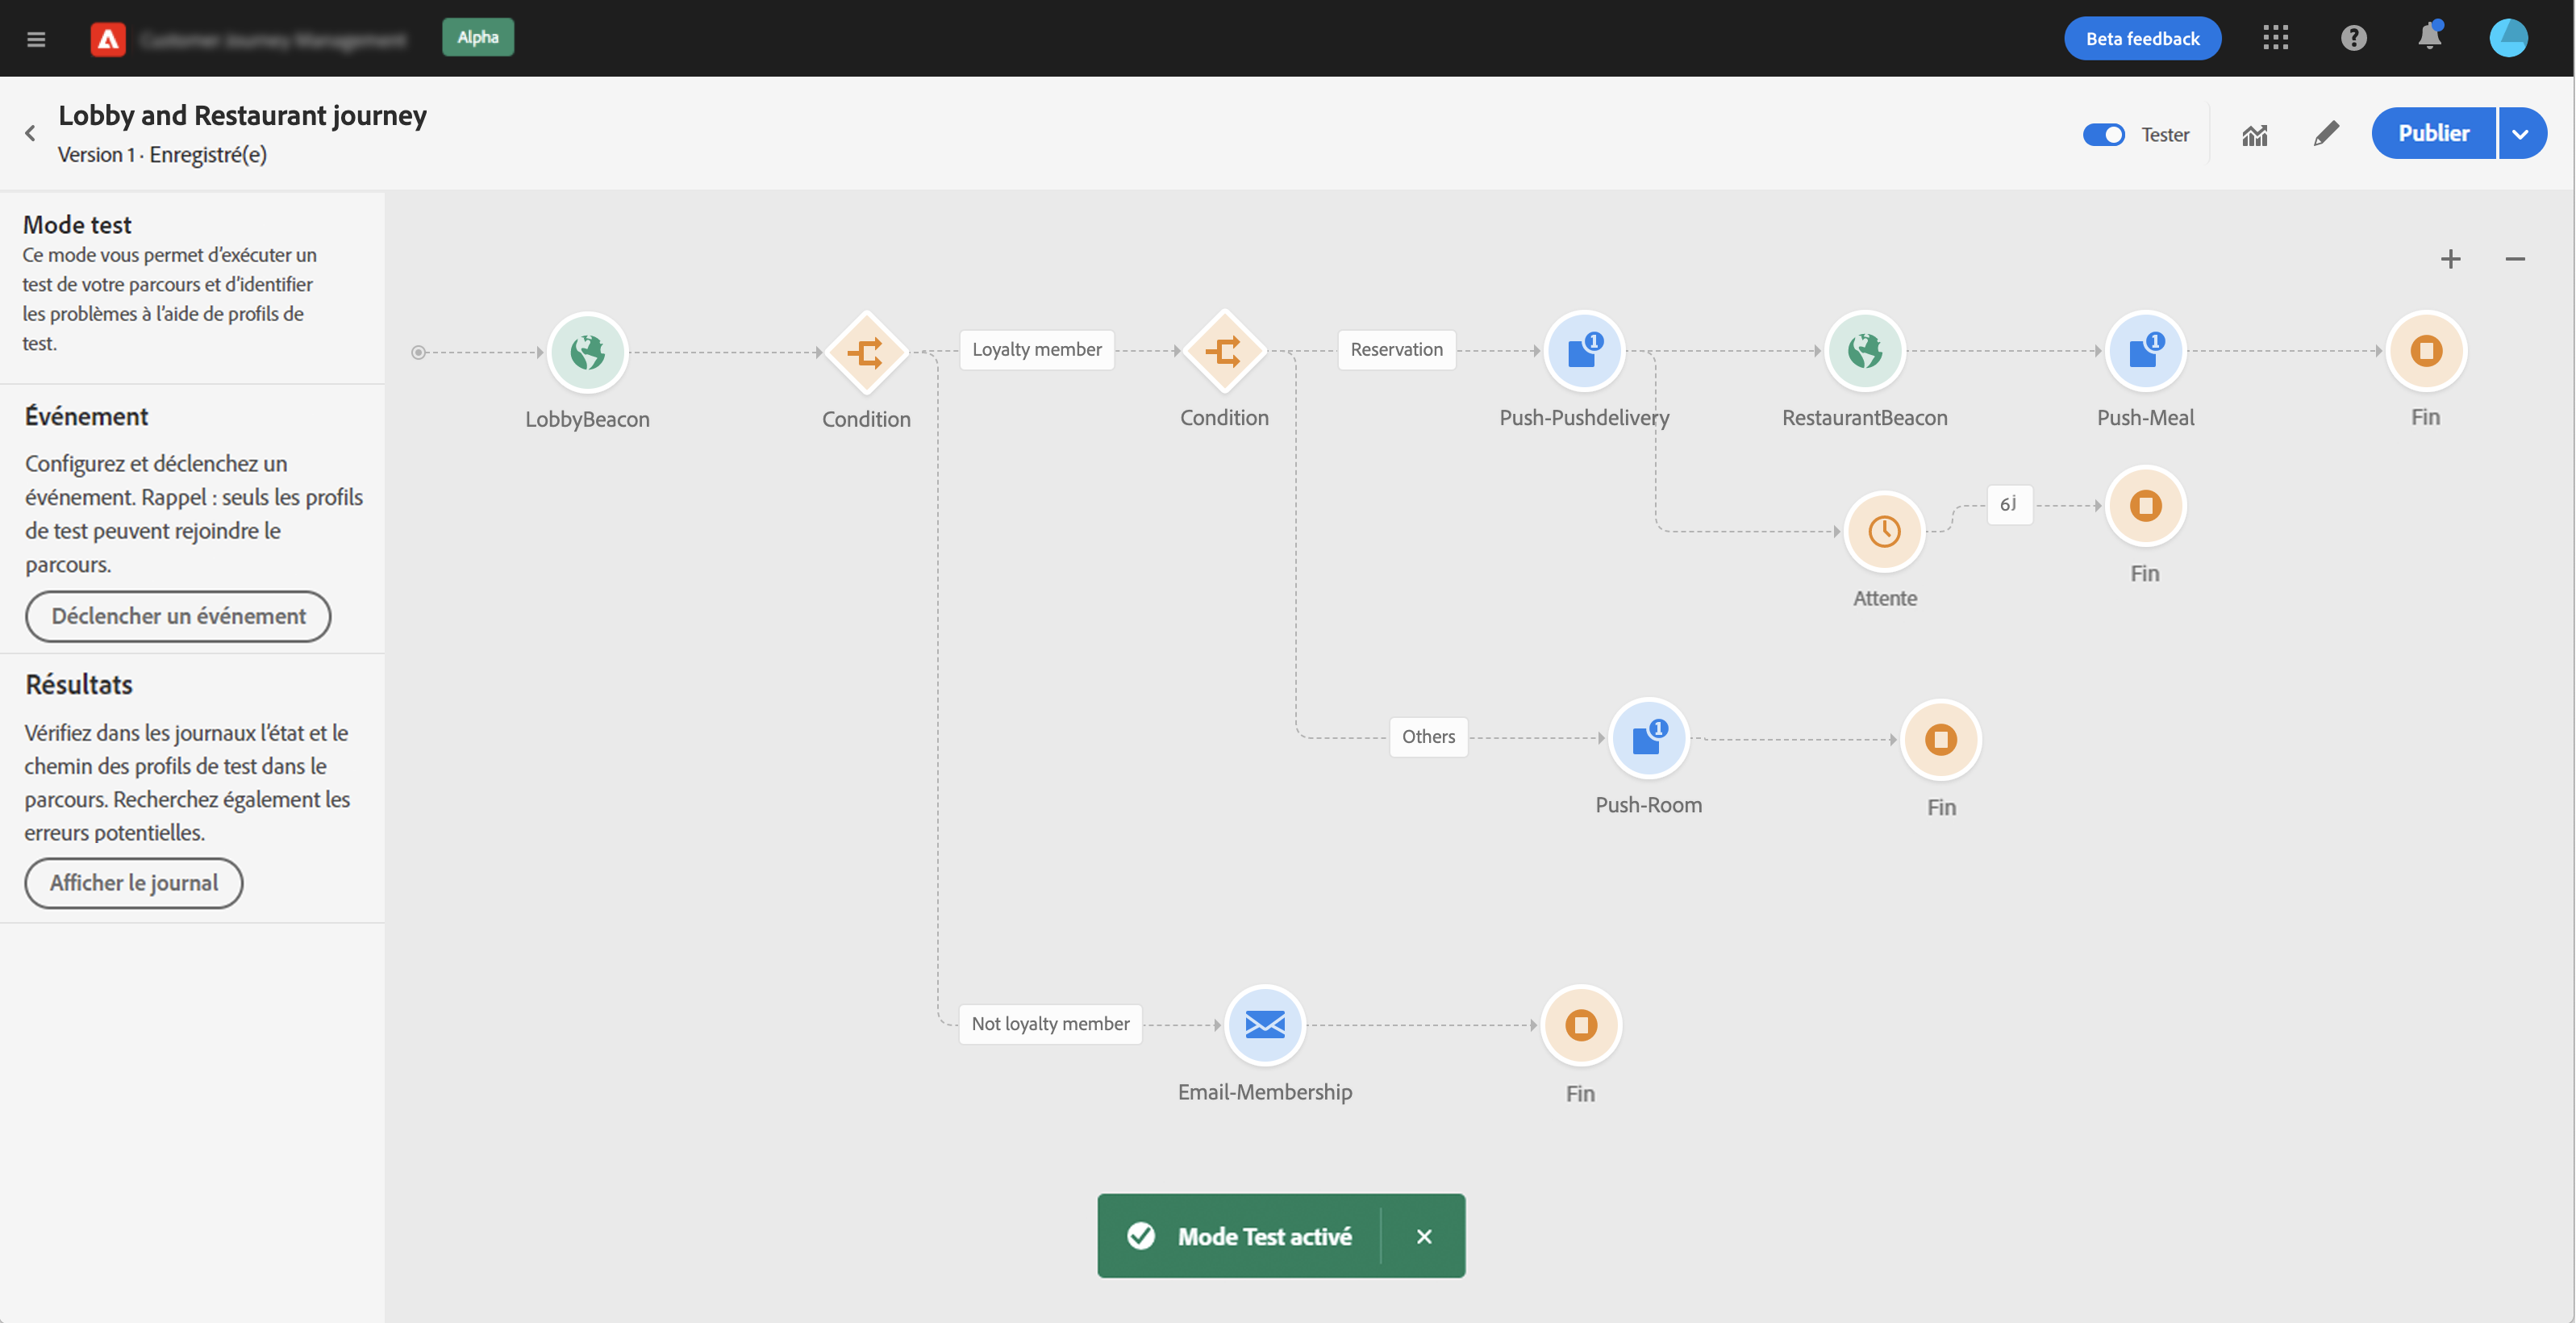 Alpha
Beta feedback
Lobby and Restaurant journey
Version 1 · Enregistré(e)
Tester
Publier
Mode test
Ce mode vous permet d’exécuter un
test de votre parcours et d’identifier
les problèmes à l’aide de profils de
test.
Événement
Configurez et déclenchez un
événement. Rappel : seuls les profils
de test peuvent rejoindre le
parcours.
Déclencher un événement
Résultats
Vérifiez dans les journaux l’état et le
chemin des profils de test dans le
parcours. Recherchez également les
erreurs potentielles.
Afficher le journal
LobbyBeacon
Condition
Loyalty member
Condition
Reservation
1
Push-Pushdelivery
RestaurantBeacon
1
Push-Meal
Fin
Attente
6j
Fin
Others
1
Push-Room
Fin
Not loyalty member
Email-Membership
Fin
Mode Test activé